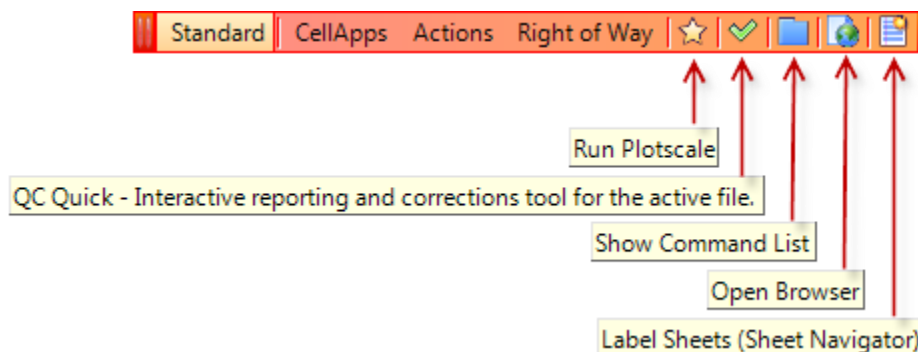 Standard CellApps Actions Right of Way
Run Plotscale
QC Quick - Interactive reporting and corrections tool for the active file.
Show Command List
Open Browser
Label Sheets (Sheet Navigator)